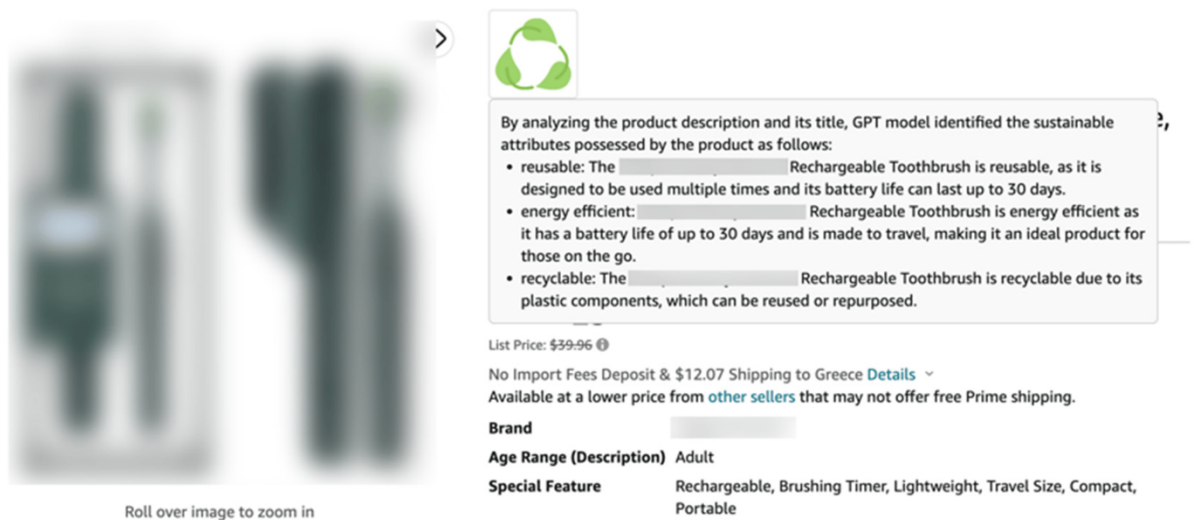 By analyzing the product description and its title, GPT model identified the sustainable
attributes possessed by the product as follows:
• reusable: The Rechargeable Toothbrush is reusable, as it is
designed to be used multiple times and its battery life can last up to 30 days.
• energy efficient: Rechargeable Toothbrush is energy efficient as
it has a battery life of up to 30 days and is made to travel, making it an ideal product for
those on the go.
• recyclable: The Rechargeable Toothbrush is recyclable due to its
plastic components, which can be reused or repurposed.
e,
List Price: $39.96
No Import Fees Deposit & $12.07 Shipping to Greece Details
Available at a lower price from other sellers that may not offer free Prime shipping.
Brand
Age Range (Description) Adult
Special Feature Rechargeable, Brushing Timer, Lightweight, Travel Size, Compact,
Portable
Roll over image to zoom in